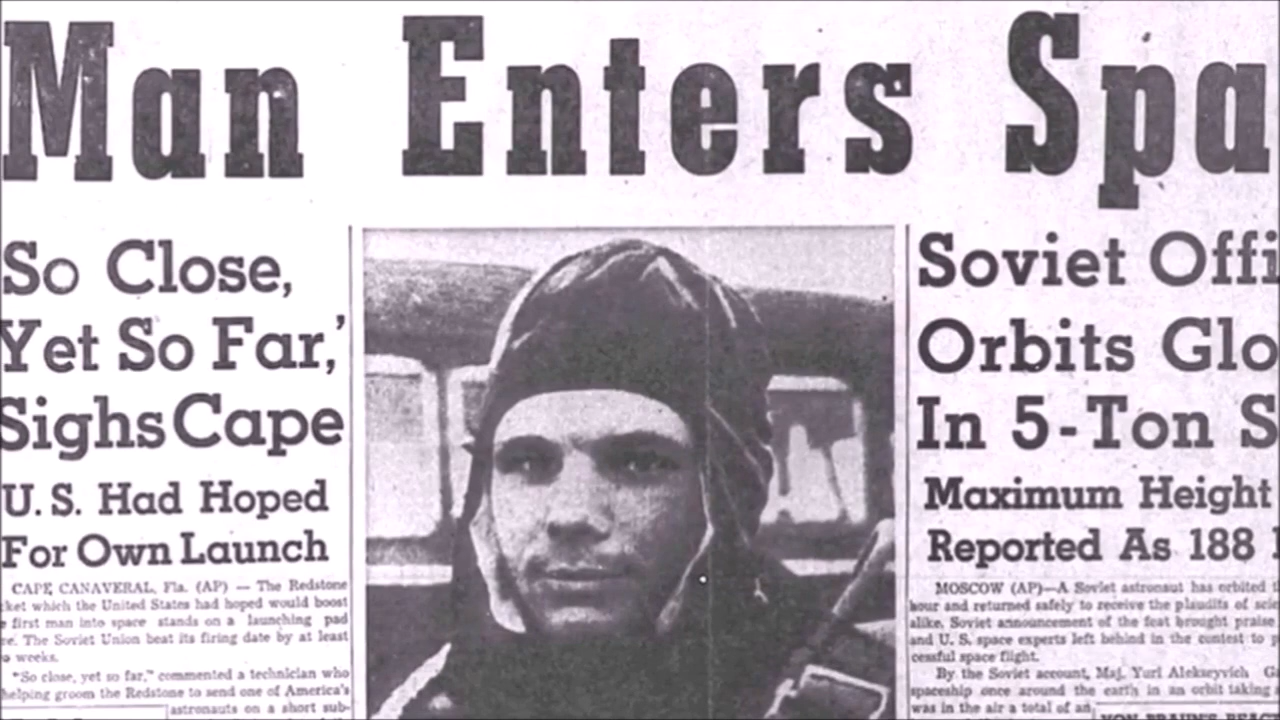 Man Enters Spa
So Close,
Yet So Far,'
Sighs Cape
U. S. Had Hoped
For Own Launch
CAPE CANAVERAL, Fla. (AP) — The Redstone
cket which the United States had hoped would boost
e first man into space stands on a launching pad
re. The Soviet Union beat its firing date by at least
o weeks.
"So close, yet so far," commented a technician who
helping groom the Redstone to send one of America's
astronauts on a short sub-
Soviet Offi
Orbits Glo
In 5-Ton S
Maximum Height
Reported As 188
MOSCOW (AP)—A Soviet astronaut has orbited t
hour and returned safely to receive the plaudits of scie
alike. Soviet announcement of the feat brought praise
and U. S. space experts left behind in the contest to p
cessful space flight.
By the Soviet account, Maj. Yuri Alekseyvich G
spaceship once around the earth in an orbit taking
was in the air a total of an
VON BRAUN'S REAC